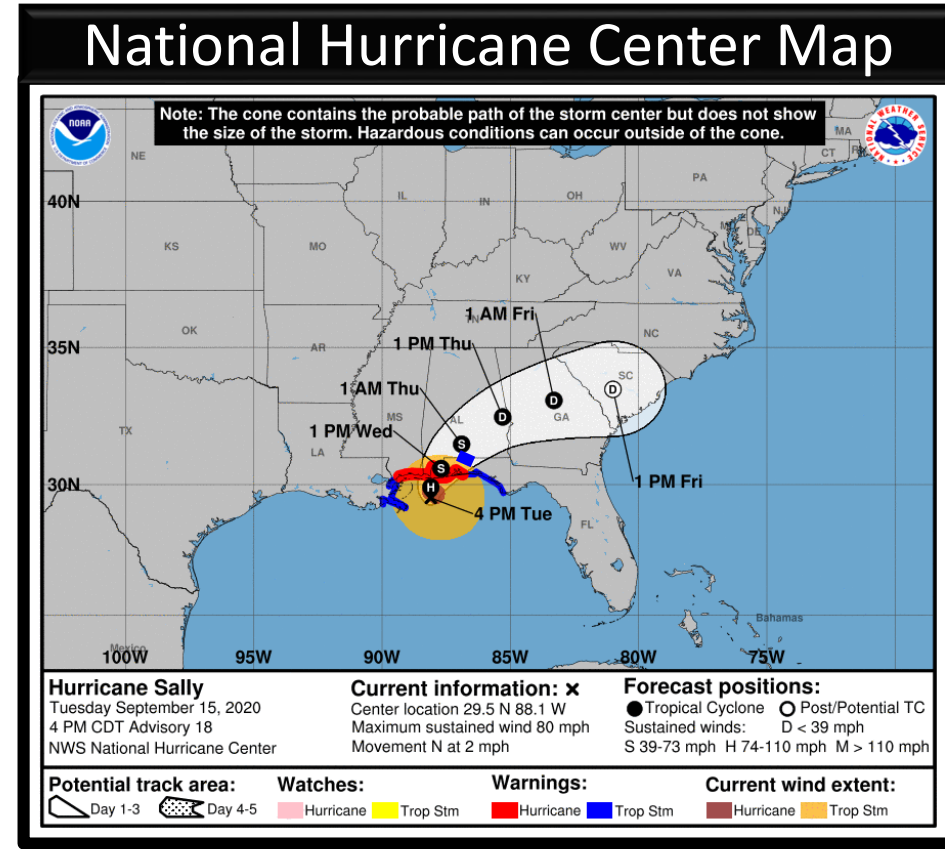 National Hurricane Center Map
Note: The cone contains the probable path of the storm center but does not show
the size of the storm. Hazardous conditions can occur outside of the cone.
NOAA
NATIONAL WEATHER SERVICE
NE
IL
IN
OH
PA
MA
CT
NJ
DE
40N
KS
MO
WV
VA
KY
OK
AR
1 AM Fri
NC
35N
1 PM Thu
SC
1 AM Thu
MS
AL
GA
TX
LA
1 PM Wed
D
D
D
S
S
H
30N
1 PM Fri
4 PM Tue
FL
Bahamas
Mexico
100W
95W
90W
85W
80W
75W
Hurricane Sally
Tuesday September 15, 2020
4 PM CDT Advisory 18
NWS National Hurricane Center
Current information: x
Center location 29.5 N 88.1 W
Maximum sustained wind 80 mph
Movement N at 2 mph
Forecast positions:
Tropical Cyclone Post/Potential TC
Sustained winds: D < 39 mph
S 39-73 mph H 74-110 mph M > 110 mph
Potential track area:
Day 1-3 Day 4-5
Watches:
Hurricane Trop Stm
Warnings:
Hurricane Trop Stm
Current wind extent:
Hurricane Trop Stm